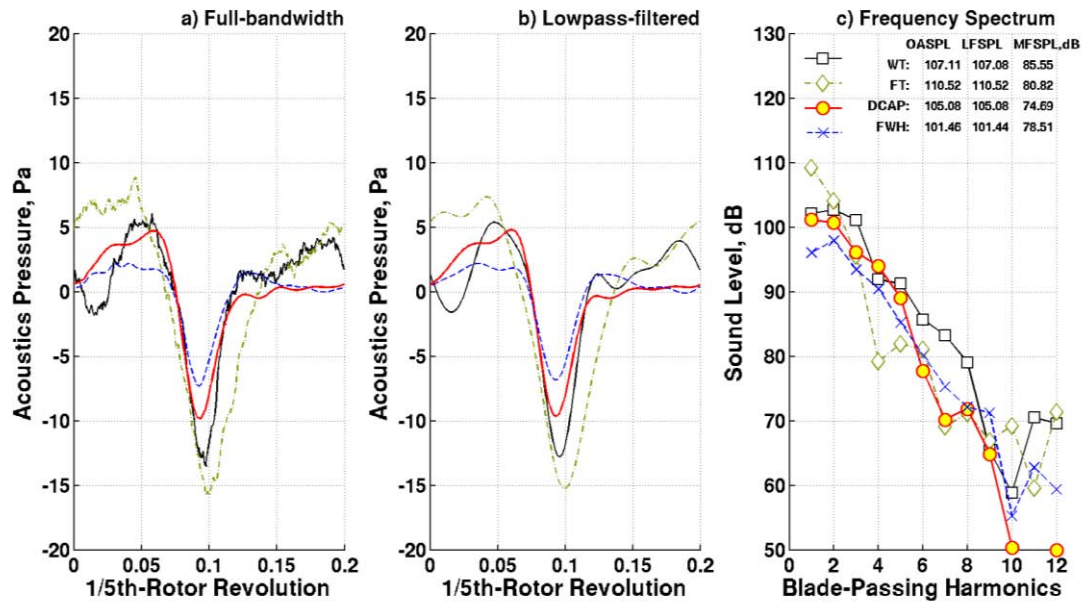 a) Full-bandwidth
20
15
10
5
0
-5
-10
-15
-20
Acoustics Pressure, Pa
0 0.05 0.1 0.15 0.2
1/5th-Rotor Revolution
b) Lowpass-filtered
20
15
10
5
0
-5
-10
-15
-20
Acoustics Pressure, Pa
0 0.05 0.1 0.15 0.2
1/5th-Rotor Revolution
c) Frequency Spectrum
OASPL LFSPL MFSPL,dB
WT: 107.11 107.08 85.55
FT: 110.52 110.52 80.82
DCAP: 105.08 105.08 74.69
FWH: 101.46 101.44 78.51
130
120
110
100
90
80
70
60
50
Sound Level, dB
0 2 4 6 8 10 12
Blade-Passing Harmonics